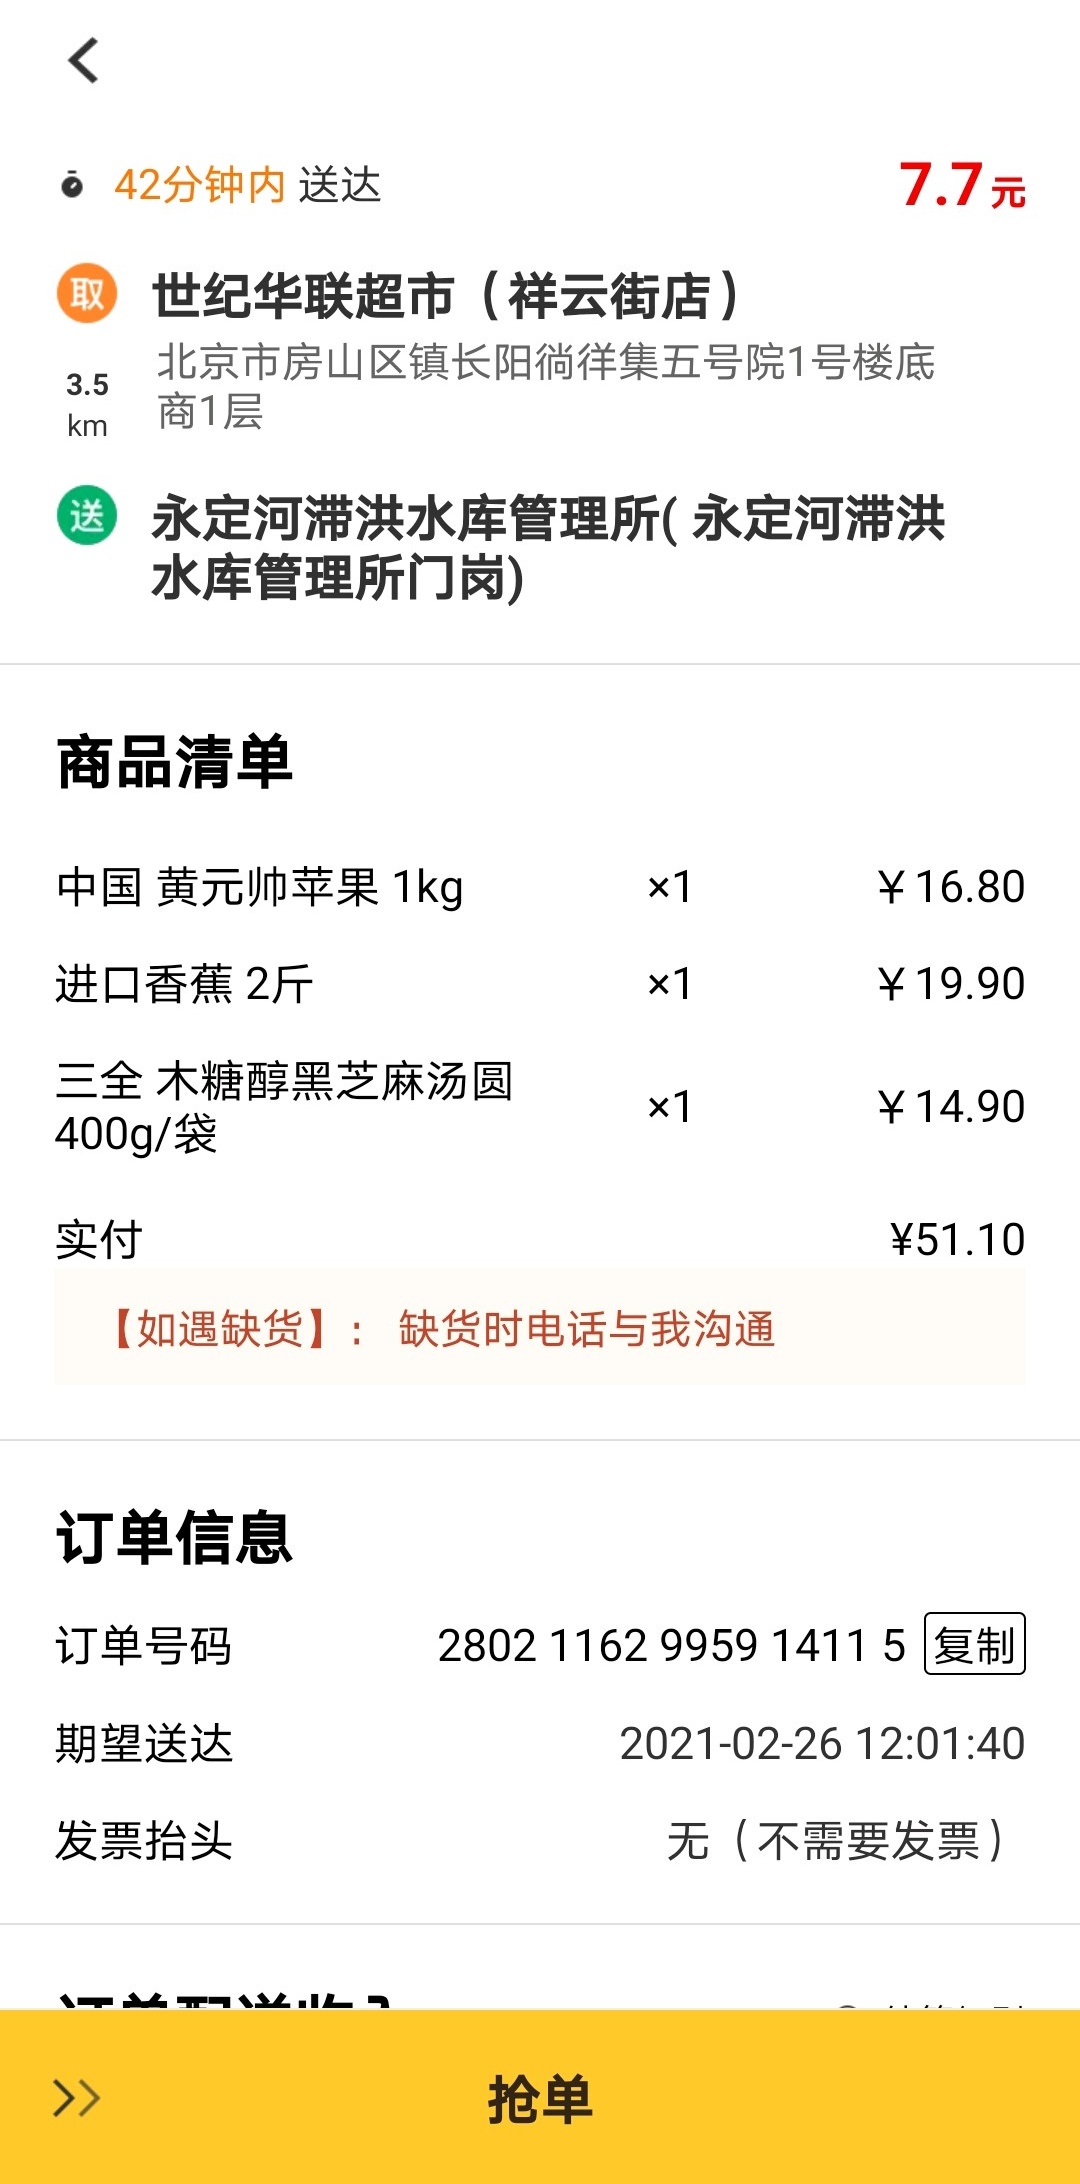 42分钟内 送达
7.7元
取
世纪华联超市（祥云街店）
3.5
km
北京市房山区镇长阳徜徉集五号院1号楼底
商1层
送
永定河滞洪水库管理所( 永定河滞洪
水库管理所门岗)
商品清单
中国 黄元帅苹果 1kg ×1 ￥16.80
进口香蕉 2斤 ×1 ￥19.90
三全 木糖醇黑芝麻汤圆
400g/袋 ×1 ￥14.90
实付 ¥51.10
【如遇缺货】： 缺货时电话与我沟通
订单信息
订单号码 2802 1162 9959 1411 5 复制
期望送达 2021-02-26 12:01:40
发票抬头 无（不需要发票）
订单配送收入
抢单